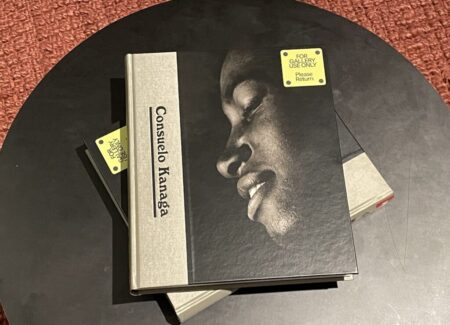 FOR
GALLERY
USE ONLY
Please
Return.
Consuelo Kanaga